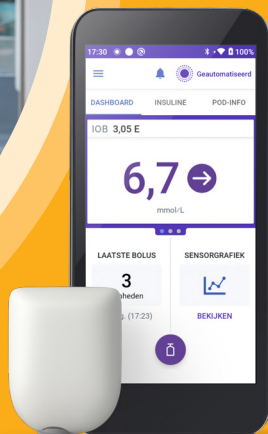 17:30 100%
Geautomatiseerd
DASHBOARD INSULINE POD-INFO
IOB 3,05 E
6,7
mmol/L
LAATSTE BOLUS SENSORGRAFIEK
3
(17:23) BEKIJKEN